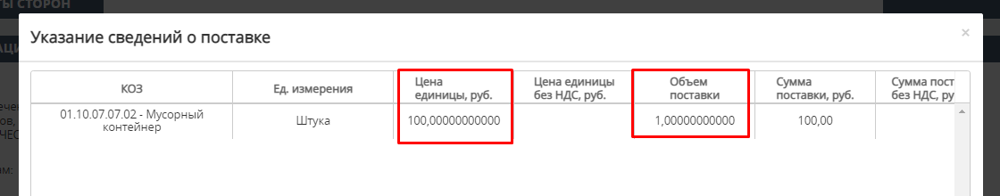 ТЫ СТОРОН
Указание сведений о поставке
×
КОЗ
Ед. измерения
Цена
единицы, руб.
Цена единицы
без НДС, руб.
Объем
поставки
Сумма
поставки, руб.
Сумма пост
без НДС, ру
01.10.07.07.02 - Мусорный
контейнер
Штука
100,00000000000
1,00000000000
100,00